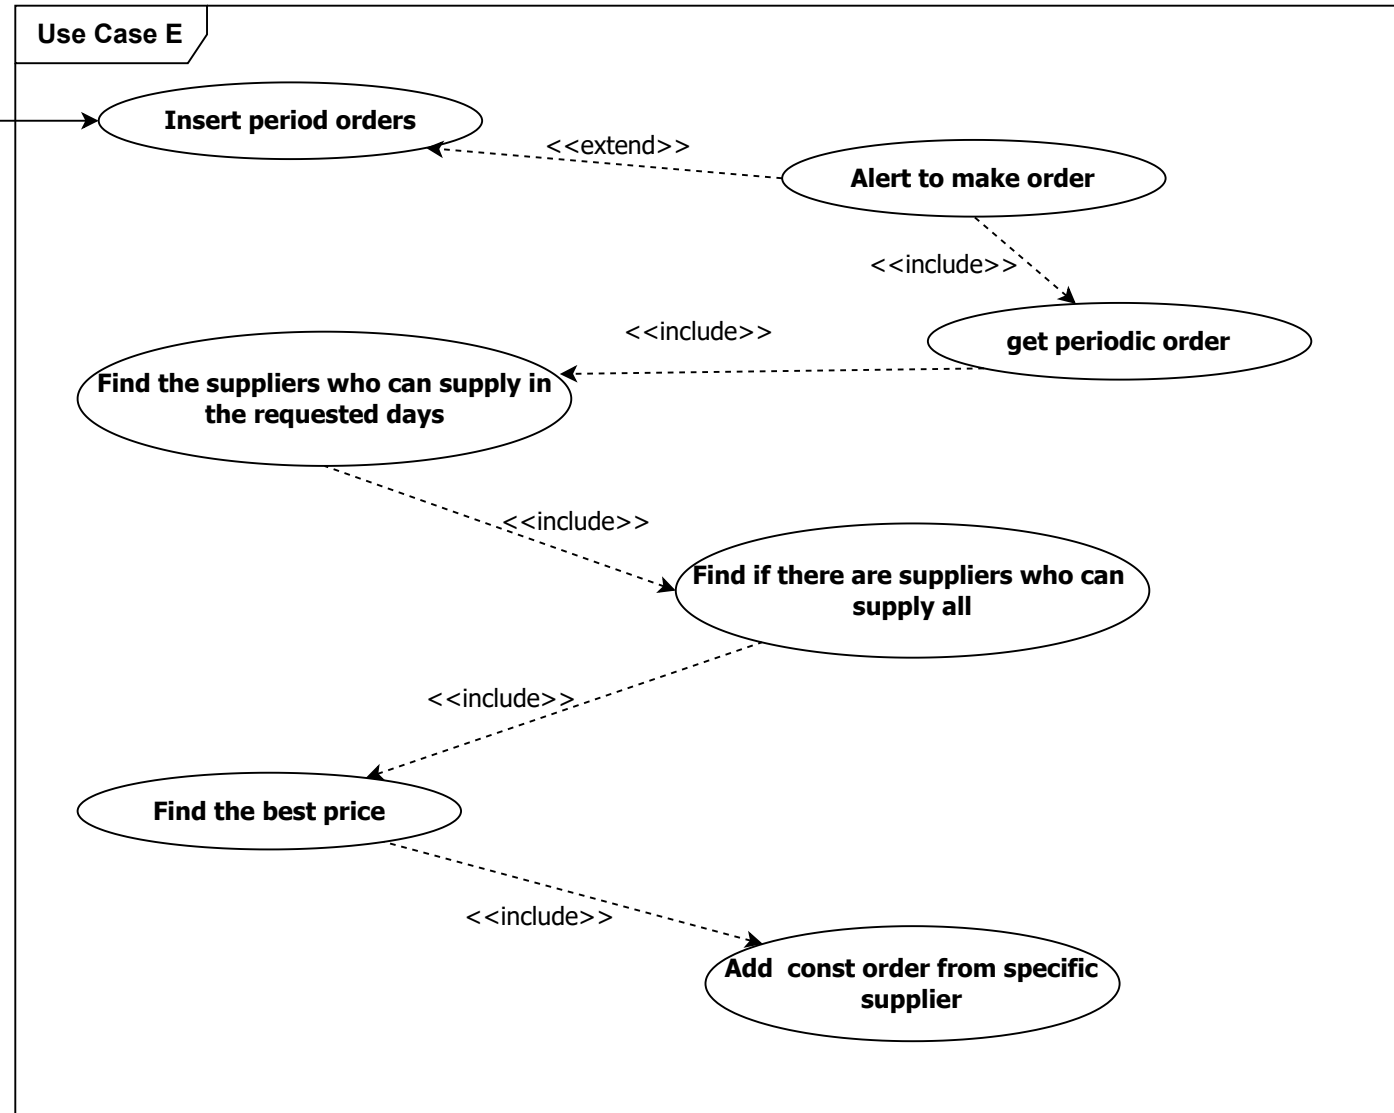 Use Case E
Insert period orders
<<extend>>
Alert to make order
<<include>>
get periodic order
<<include>>
Find the suppliers who can supply in
the requested days
<<include>>
Find if there are suppliers who can
supply all
<<include>>
Find the best price
<<include>>
Add  const order from specific
supplier